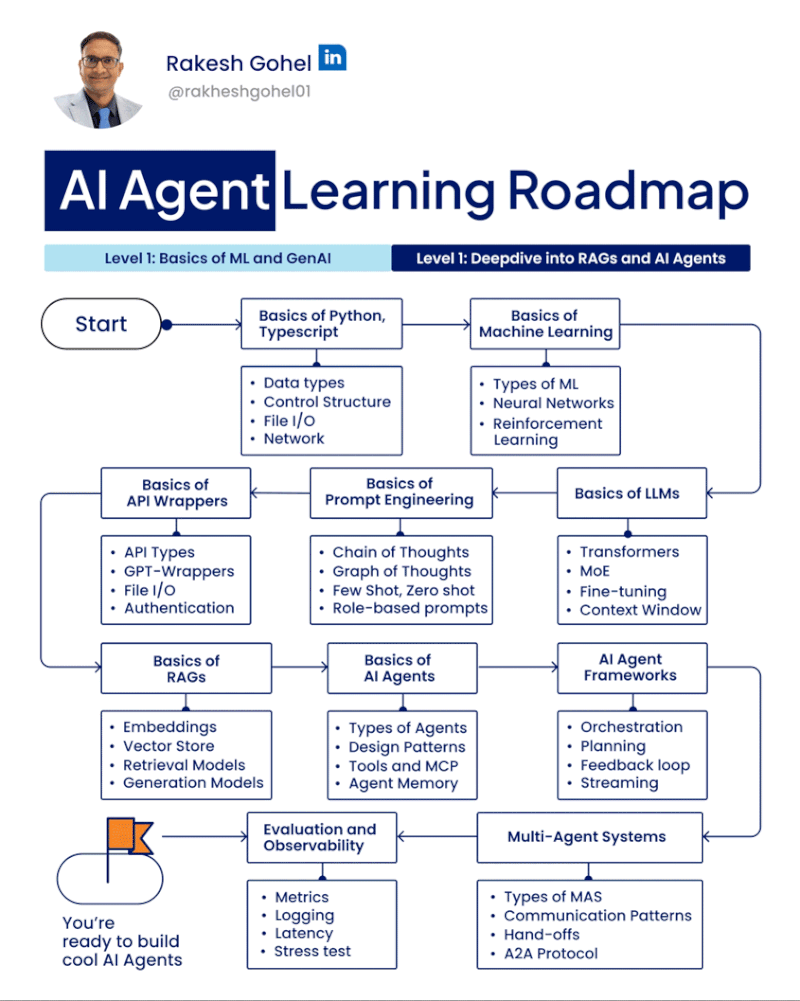 Rakesh Gohel in
@rakheshgohel01
AI Agent Learning Roadmap
Level 1: Basics of ML and GenAI
Level 1: Deepdive into RAGs and AI Agents
Start
Basics of Python,
Typescript
• Data types
• Control Structure
• File I/O
• Network
Basics of
Machine Learning
• Types of ML
• Neural Networks
• Reinforcement
Learning
Basics of LLMs
• Transformers
• MoE
• Fine-tuning
• Context Window
Basics of
Prompt Engineering
• Chain of Thoughts
• Graph of Thoughts
• Few Shot, Zero shot
• Role-based prompts
Basics of
API Wrappers
• API Types
• GPT-Wrappers
• File I/O
• Authentication
Basics of
RAGs
• Embeddings
• Vector Store
• Retrieval Models
• Generation Models
Basics of
AI Agents
• Types of Agents
• Design Patterns
• Tools and MCP
• Agent Memory
AI Agent
Frameworks
• Orchestration
• Planning
• Feedback loop
• Streaming
Multi-Agent Systems
• Types of MAS
• Communication Patterns
• Hand-offs
• A2A Protocol
Evaluation and
Observability
• Metrics
• Logging
• Latency
• Stress test
You're
ready to build
cool AI Agents